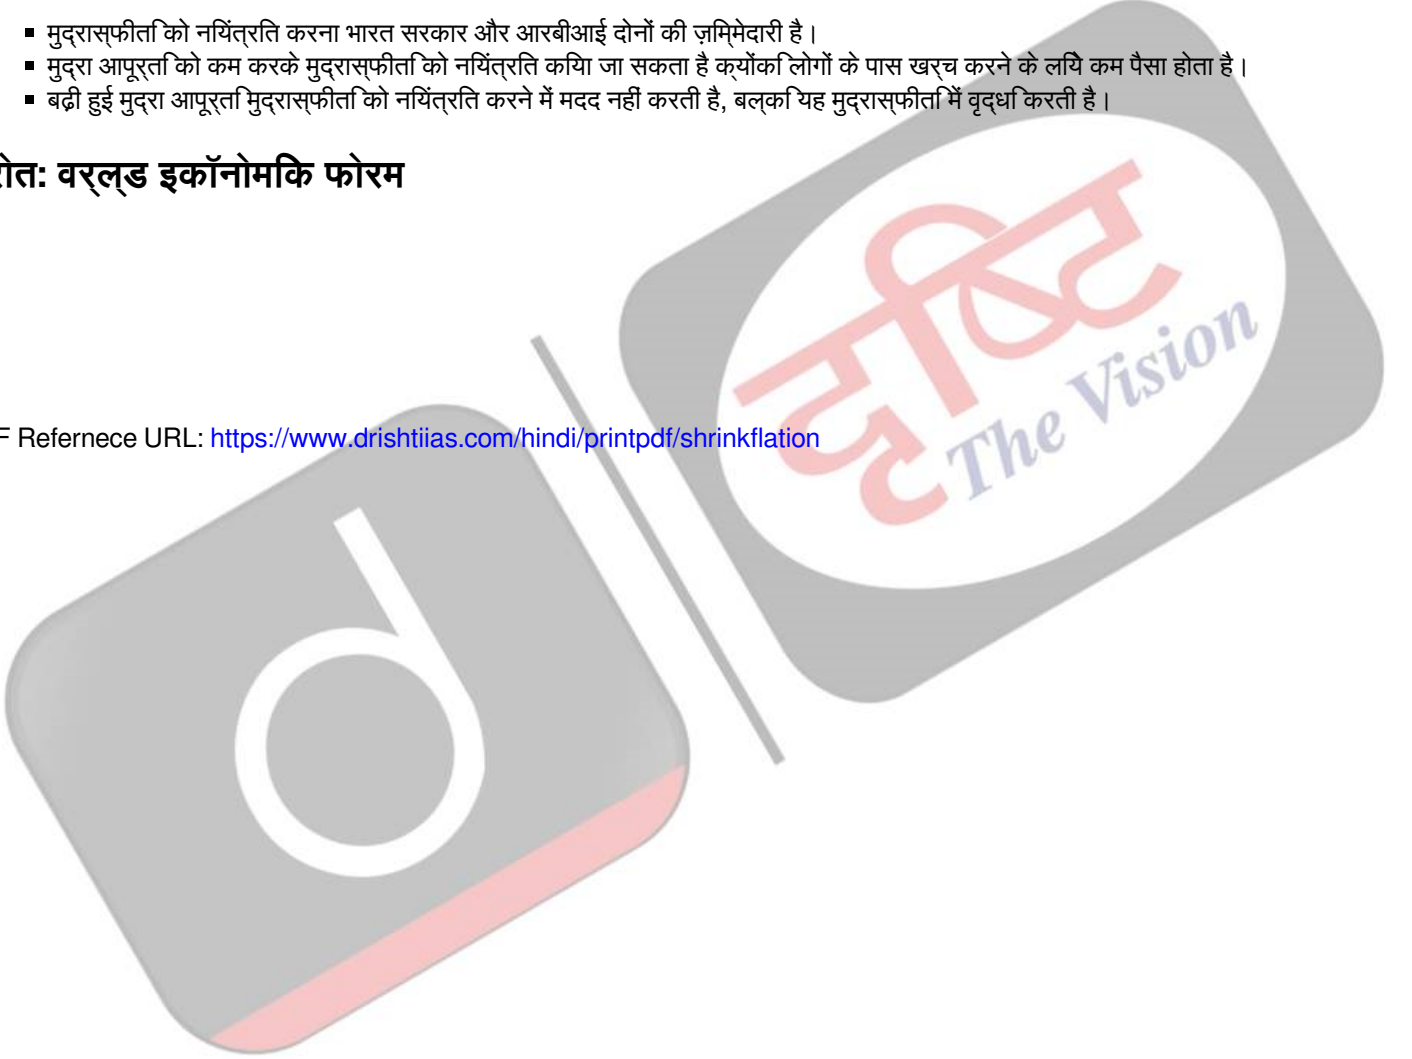 ▪ मुद्रास्फीति को नियंत्रित करना भारत सरकार और आरबीआई दोनों की ज़िम्मेदारी है।
▪ मुद्रा आपूर्ति को कम करके मुद्रास्फीति को नियंत्रित किया जा सकता है क्योंकि लोगों के पास खर्च करने के लिये कम पैसा होता है।
▪ बढ़ी हुई मुद्रा आपूर्ति मुद्रास्फीति को नियंत्रित करने में मदद नहीं करती है, बल्कि यह मुद्रास्फीति में वृद्धि करती है।
रोत: वर्ल्ड इकॉनोमिक फोरम
दृष्टि
The Vision
F Refernece URL: https://www.drishtiias.com/hindi/printpdf/shrinkflation
d